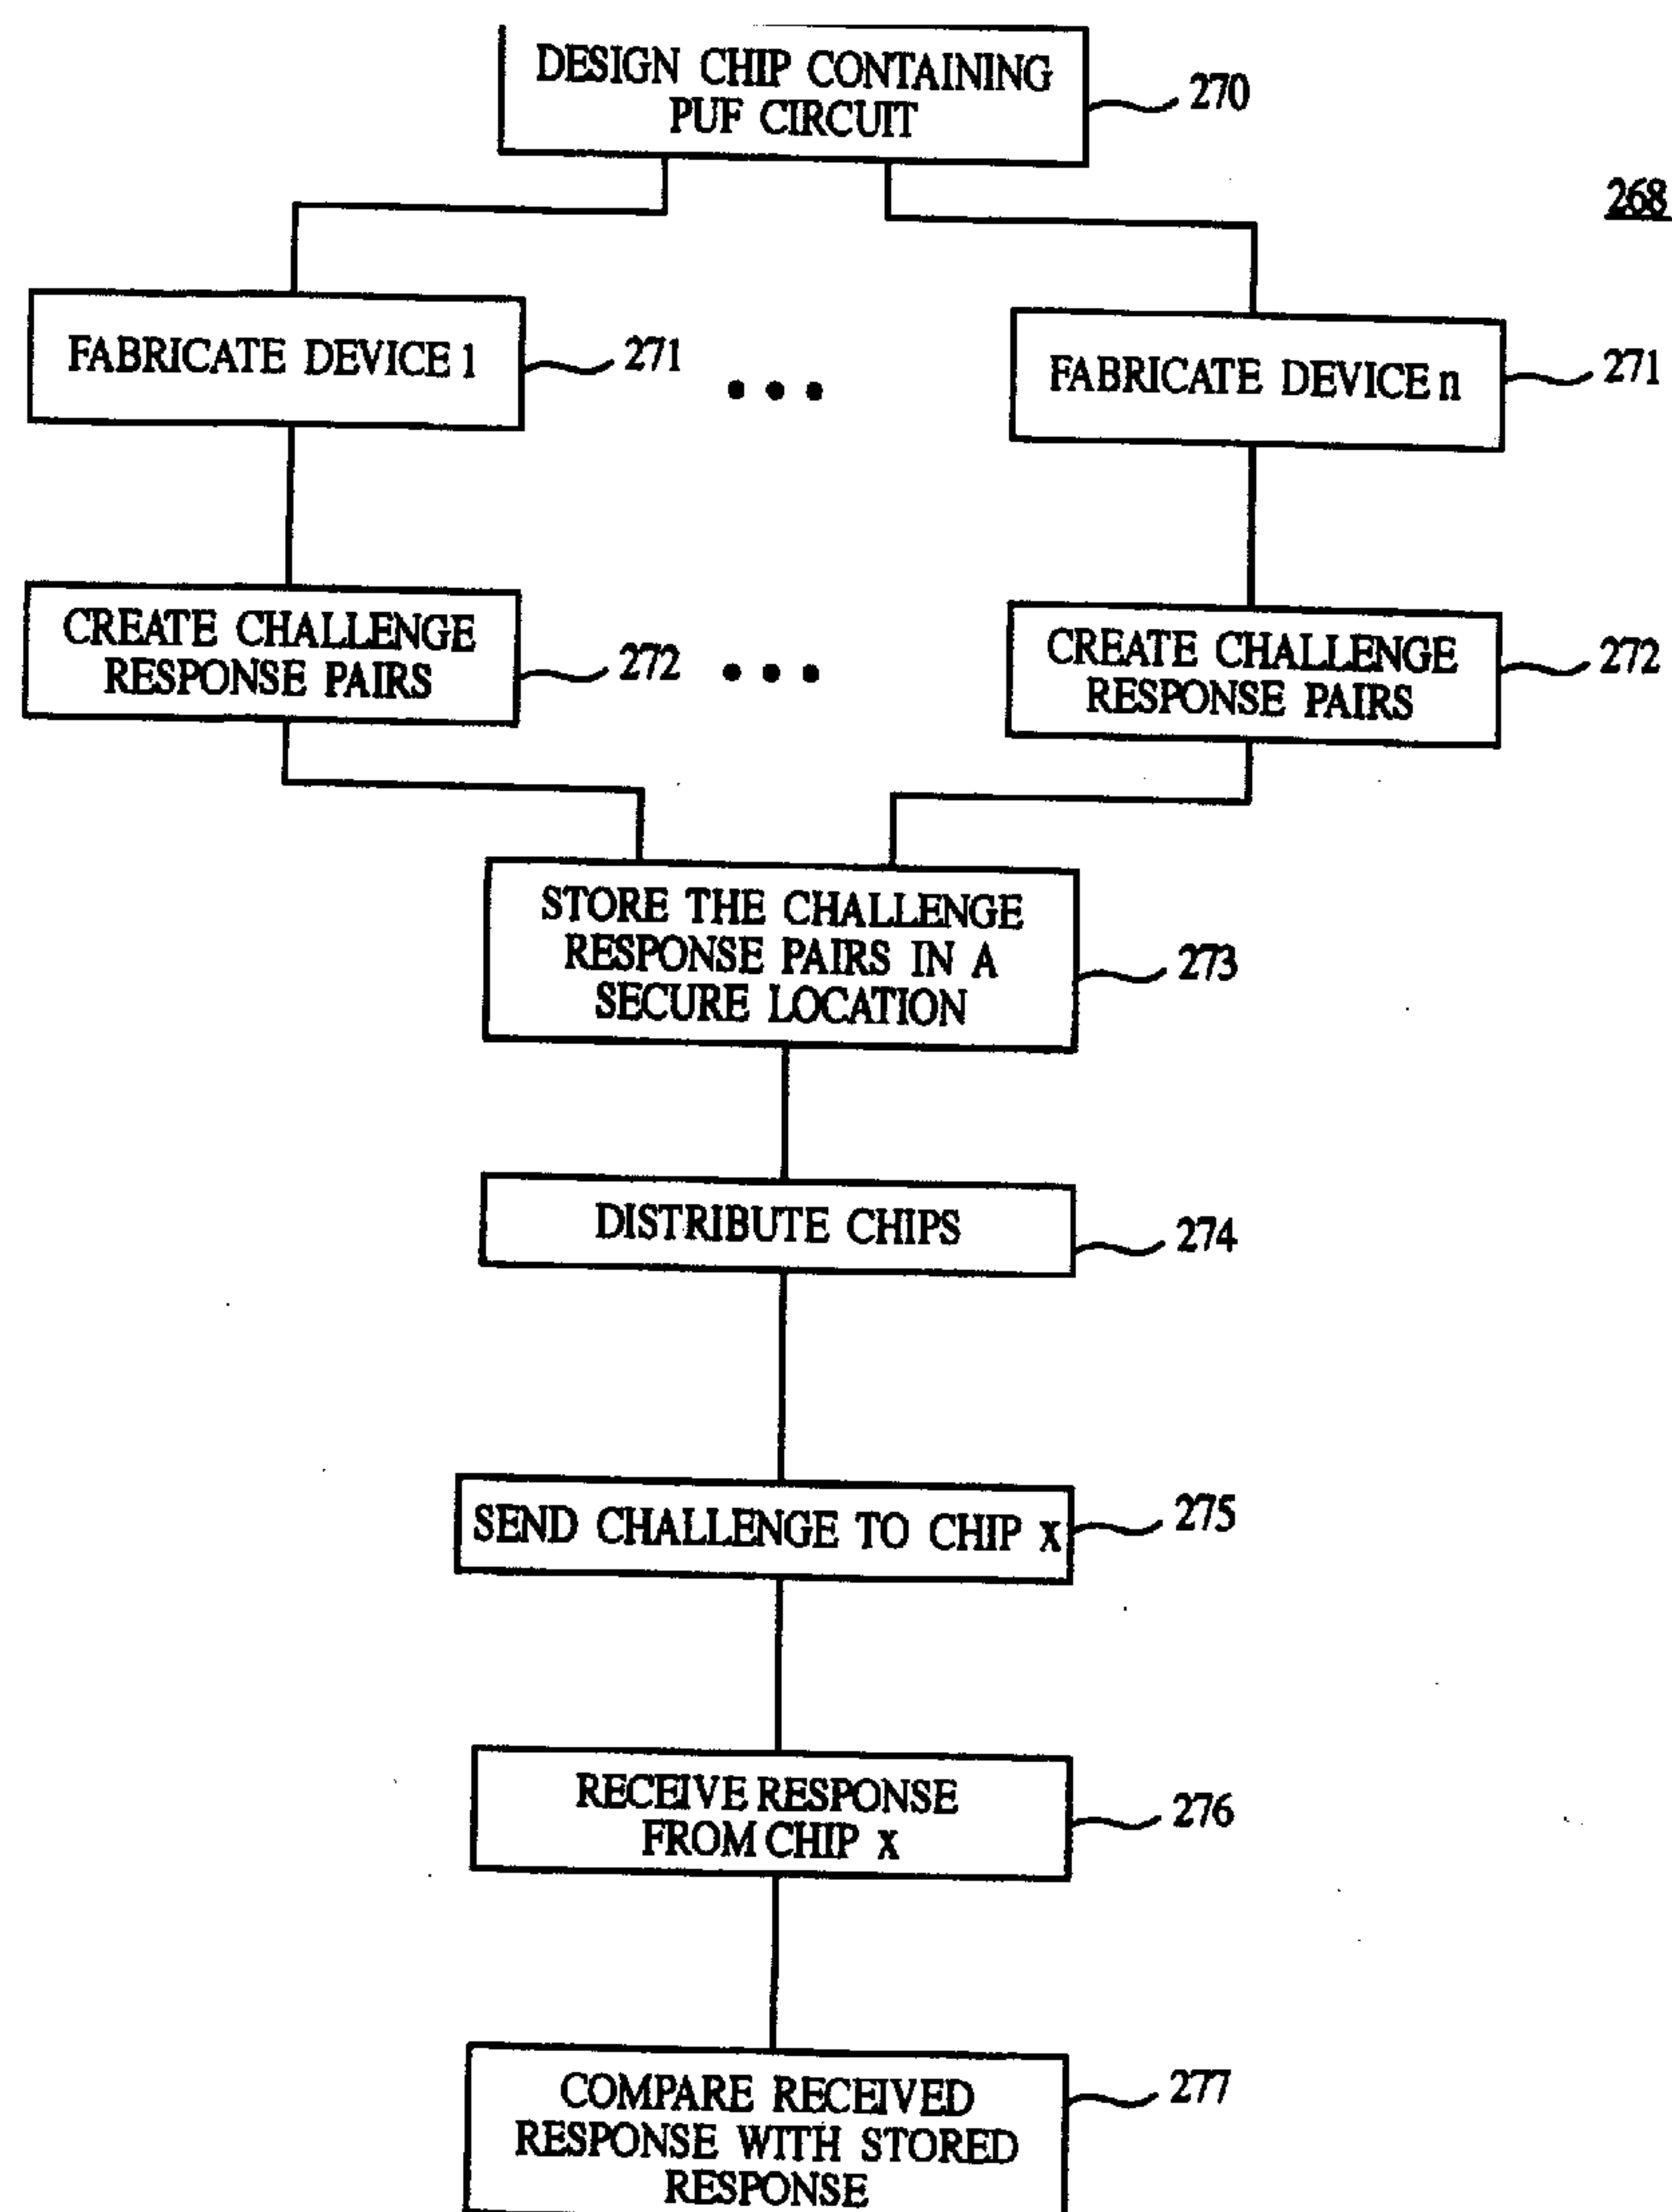 DESIGN CHIP CONTAINING
PUF CIRCUIT
270
268
FABRICATE DEVICE 1
271
FABRICATE DEVICE n
271
CREATE CHALLENGE
RESPONSE PAIRS
272
CREATE CHALLENGE
RESPONSE PAIRS
272
STORE THE CHALLENGE
RESPONSE PAIRS IN A
SECURE LOCATION
273
DISTRIBUTE CHIPS
274
SEND CHALLENGE TO CHIP x
275
RECEIVE RESPONSE
FROM CHIP x
276
COMPARE RECEIVED
RESPONSE WITH STORED
RESPONSE
277